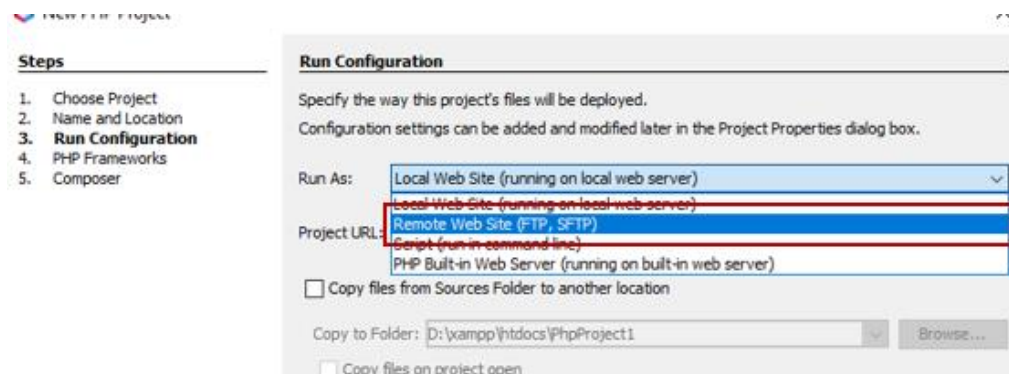 New PHP Project
Steps
1. Choose Project
2. Name and Location
3. Run Configuration
4. PHP Frameworks
5. Composer
Run Configuration
Specify the way this project's files will be deployed.
Configuration settings can be added and modified later in the Project Properties dialog box.
Run As: Local Web Site (running on local web server)
Local Web Site (running on local web server)
Remote Web Site (FTP, SFTP)
Project URL:
Script (run in command line)
PHP Built-in Web Server (running on built-in web server)
Copy files from Sources Folder to another location
Copy to Folder: D:\xampp\htdocs\PhpProject1 Browse...
Copy files on project open